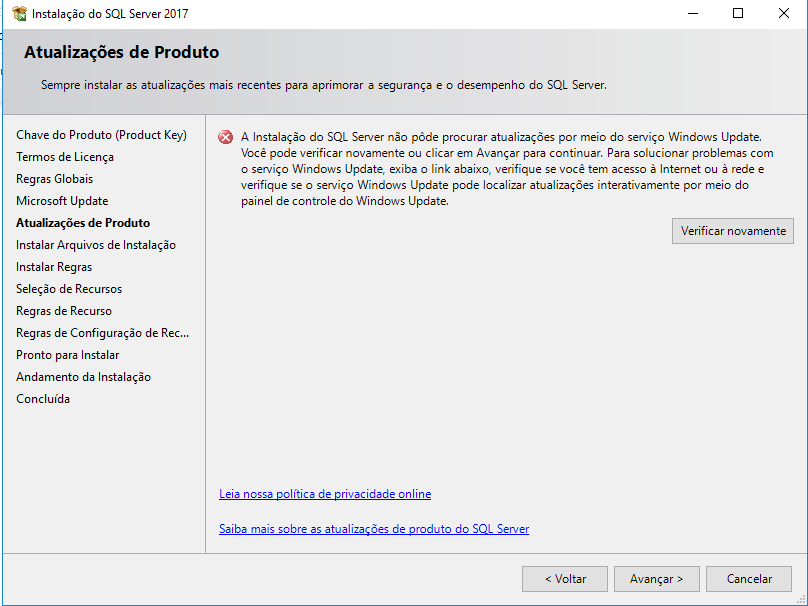 Instalação do SQL Server 2017
Atualizações de Produto
Sempre instalar as atualizações mais recentes para aprimorar a segurança e o desempenho do SQL Server.
Chave do Produto (Product Key)
Termos de Licença
Regras Globais
Microsoft Update
Atualizações de Produto
Instalar Arquivos de Instalação
Instalar Regras
Seleção de Recursos
Regras de Recurso
Regras de Configuração de Rec...
Pronto para Instalar
Andamento da Instalação
Concluída
A Instalação do SQL Server não pôde procurar atualizações por meio do serviço Windows Update.
Você pode verificar novamente ou clicar em Avançar para continuar. Para solucionar problemas com
o serviço Windows Update, exiba o link abaixo, verifique se você tem acesso à Internet ou à rede e
verifique se o serviço Windows Update pode localizar atualizações interativamente por meio do
painel de controle do Windows Update.
Verificar novamente
Leia nossa política de privacidade online
Saiba mais sobre as atualizações de produto do SQL Server
< Voltar
Avançar >
Cancelar